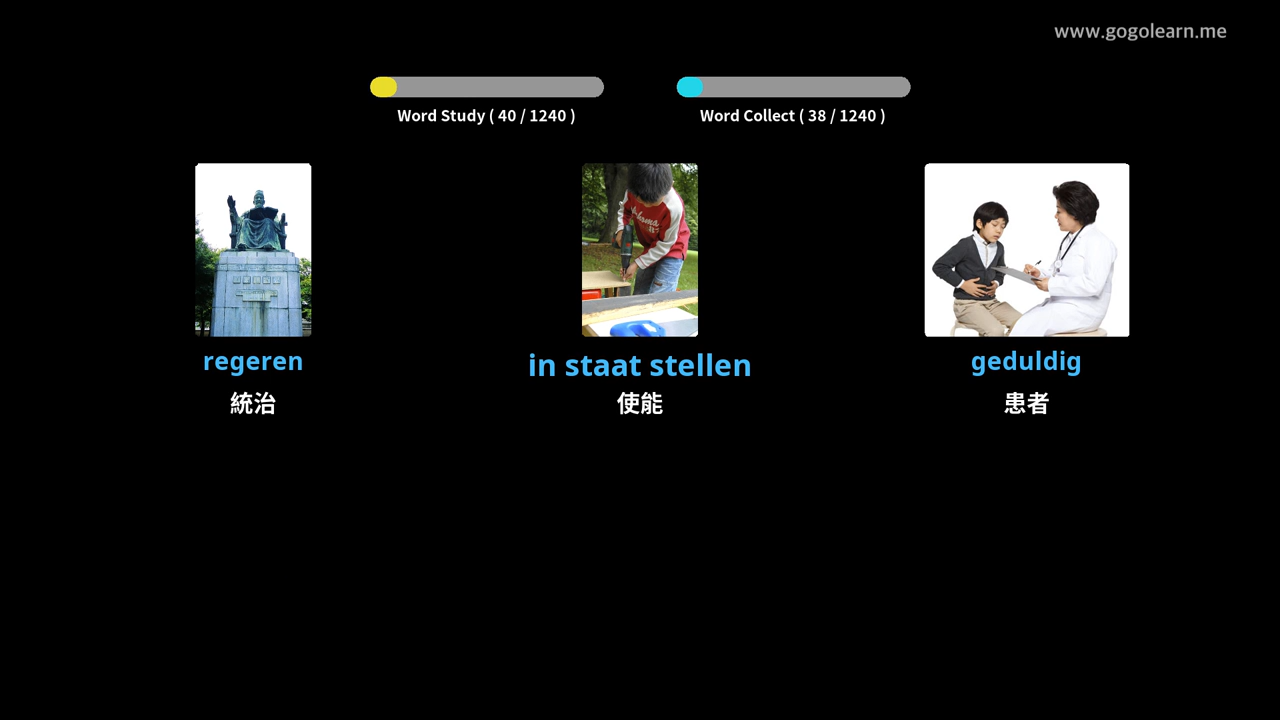 www.gogolearn.me
Word Study ( 40 / 1240 )
Word Collect ( 38 / 1240 )
regeren
in staat stellen
geduldig
統治
使能
患者